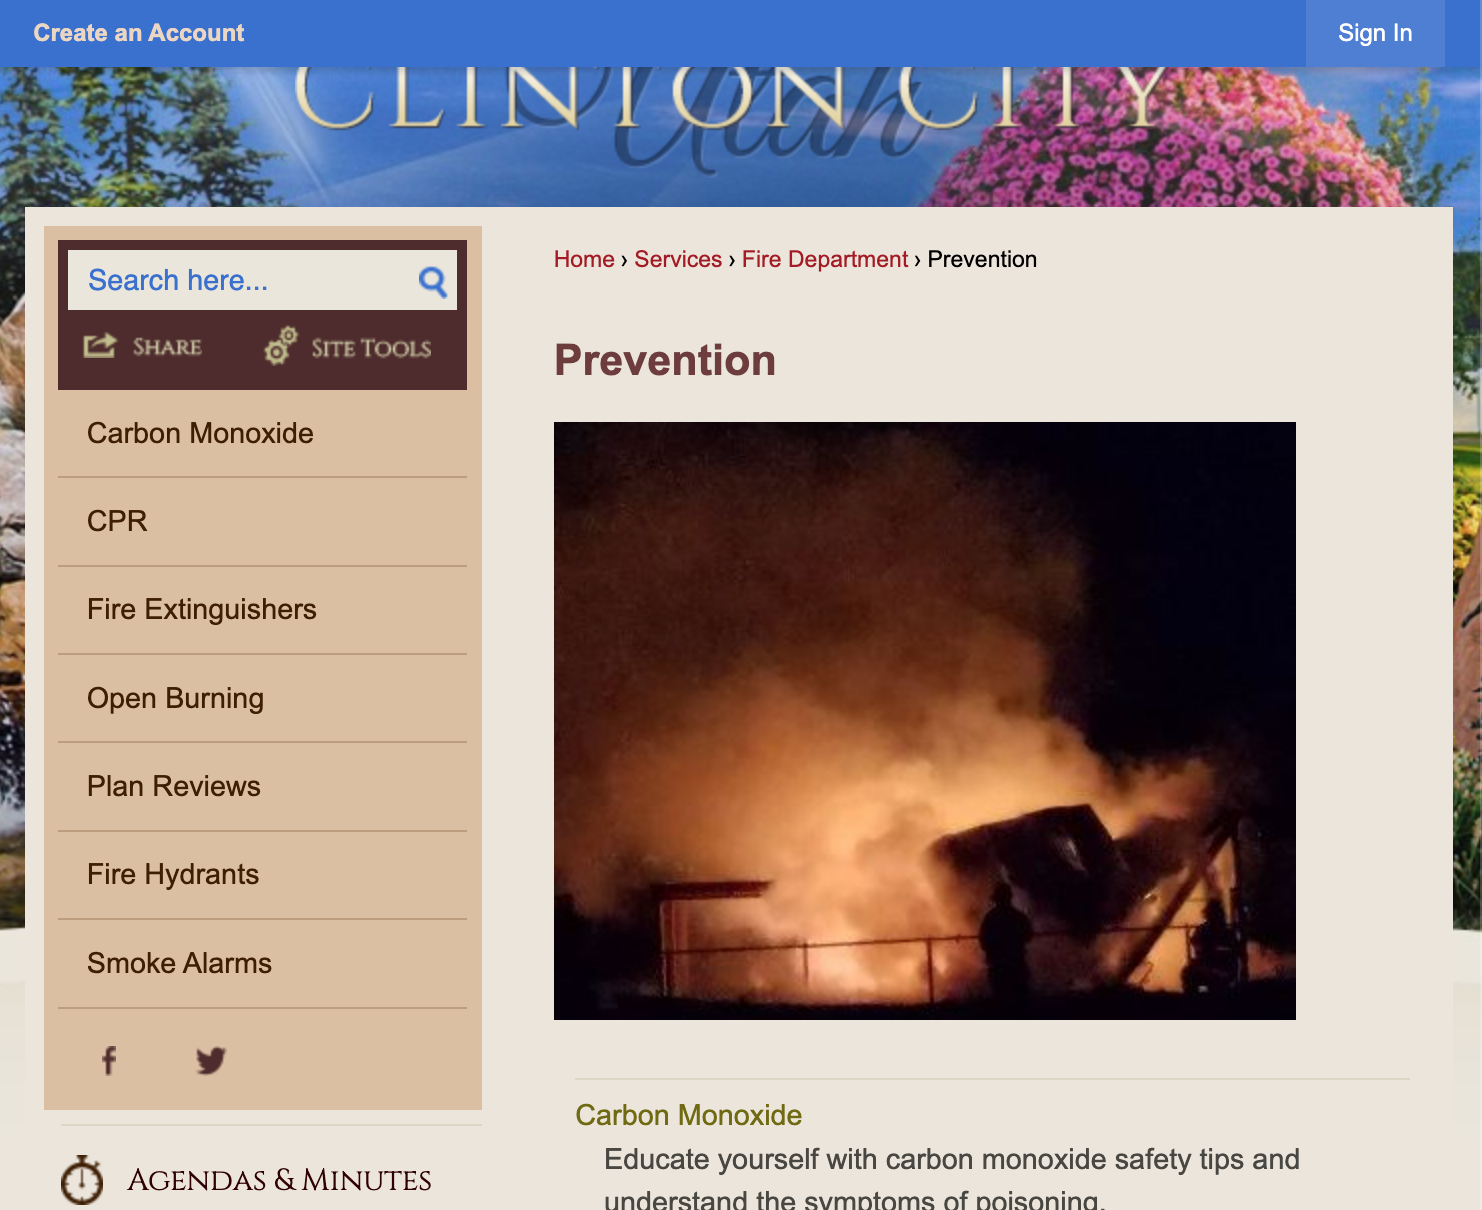 Create an Account
Sign In
CLINTON CITY
Utah
Search here...
SHARE
SITE TOOLS
Carbon Monoxide
CPR
Fire Extinguishers
Open Burning
Plan Reviews
Fire Hydrants
Smoke Alarms
AGENDAS & MINUTES
Home › Services › Fire Department › Prevention
Prevention
Carbon Monoxide
Educate yourself with carbon monoxide safety tips and
understand the symptoms of poisoning.